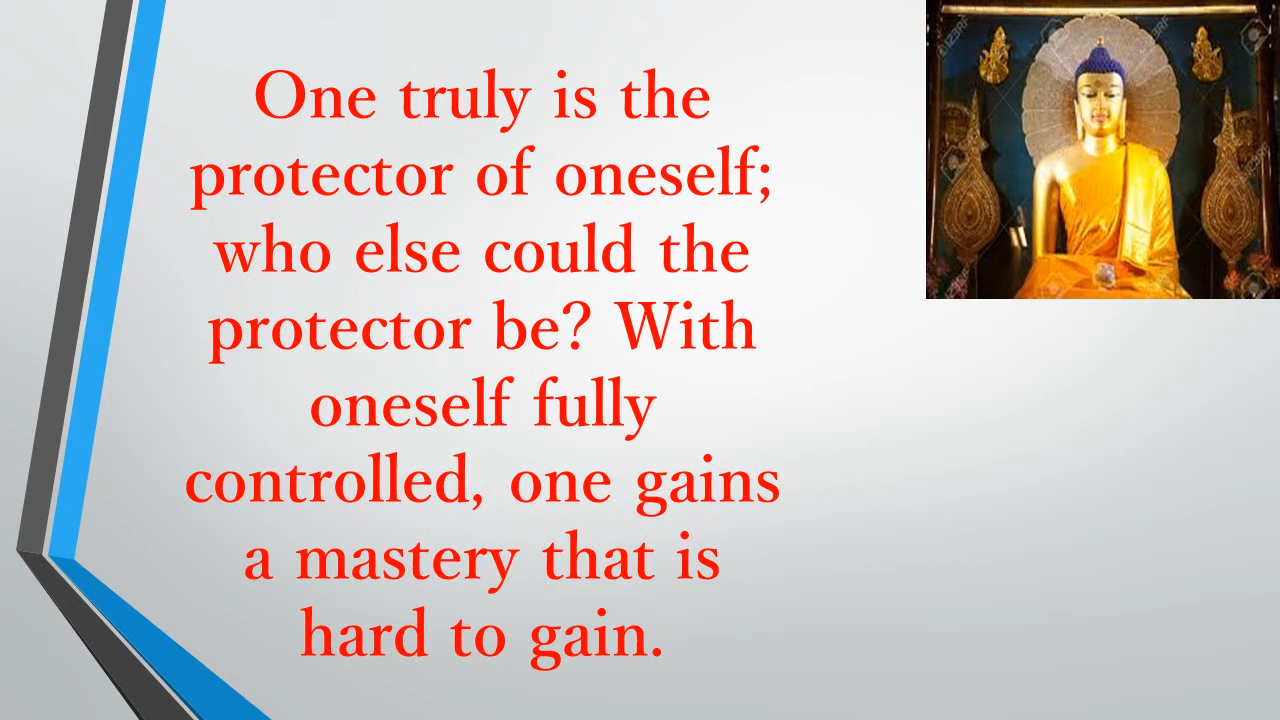 One truly is the
protector of oneself;
who else could the
protector be? With
oneself fully
controlled, one gains
a mastery that is
hard to gain.